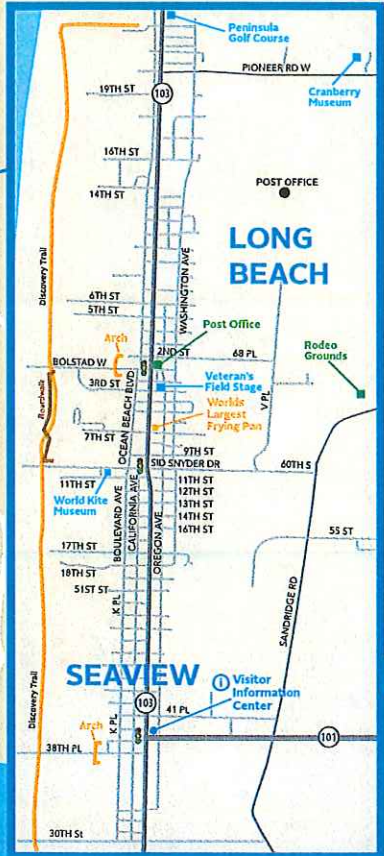 Peninsula
Golf Course
PIONEER RD W
Cranberry
Museum
19TH ST
103
16TH ST
14TH ST
POST OFFICE
LONG
BEACH
WASHINGTON AVE
Discovery Trail
6TH ST
5TH ST
Arch
Post Office
2ND ST
68 PL
BOLSTAD W
Rodeo
Grounds
3RD ST
Veteran's
Field Stage
V PL
Boardwalk
OCEAN BEACH BLVD
Worlds
Largest
Frying Pan
7TH ST
9TH ST
SID SNYDER DR
60TH S
11TH ST
World Kite
Museum
11TH ST
12TH ST
13TH ST
14TH ST
16TH ST
BOULEVARD AVE
CALIFORNIA AVE
OREGON AVE
17TH ST
55 ST
18TH ST
51ST ST
K PL
SANDRIDGE RD
SEAVIEW
i Visitor
Information
Center
103
41 PL
Discovery Trail
Arch
K PL
38TH PL
101
30TH St